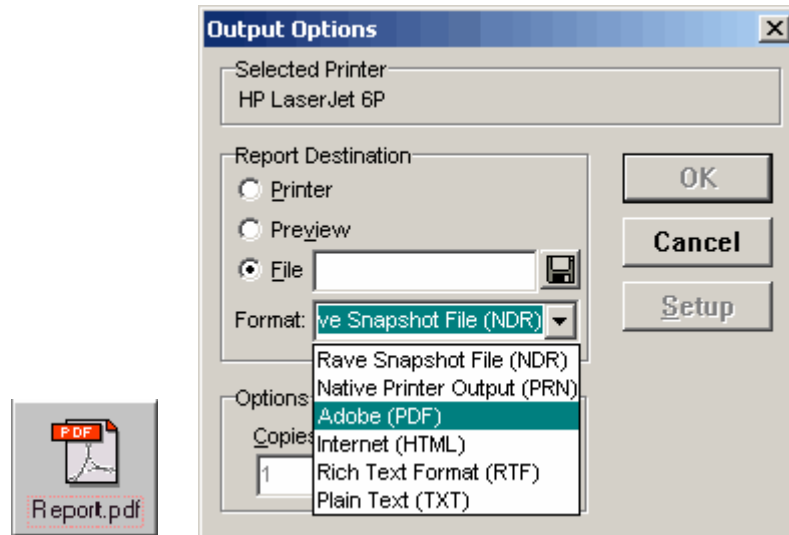 Output Options
Selected Printer
HP LaserJet 6P
Report Destination
Printer
Preview
File
Format: ve Snapshot File (NDR)
Rave Snapshot File (NDR)
Native Printer Output (PRN)
Adobe (PDF)
Internet (HTML)
Rich Text Format (RTF)
Plain Text (TXT)
Options
Copies
1
OK
Cancel
Setup
PDF
Report.pdf